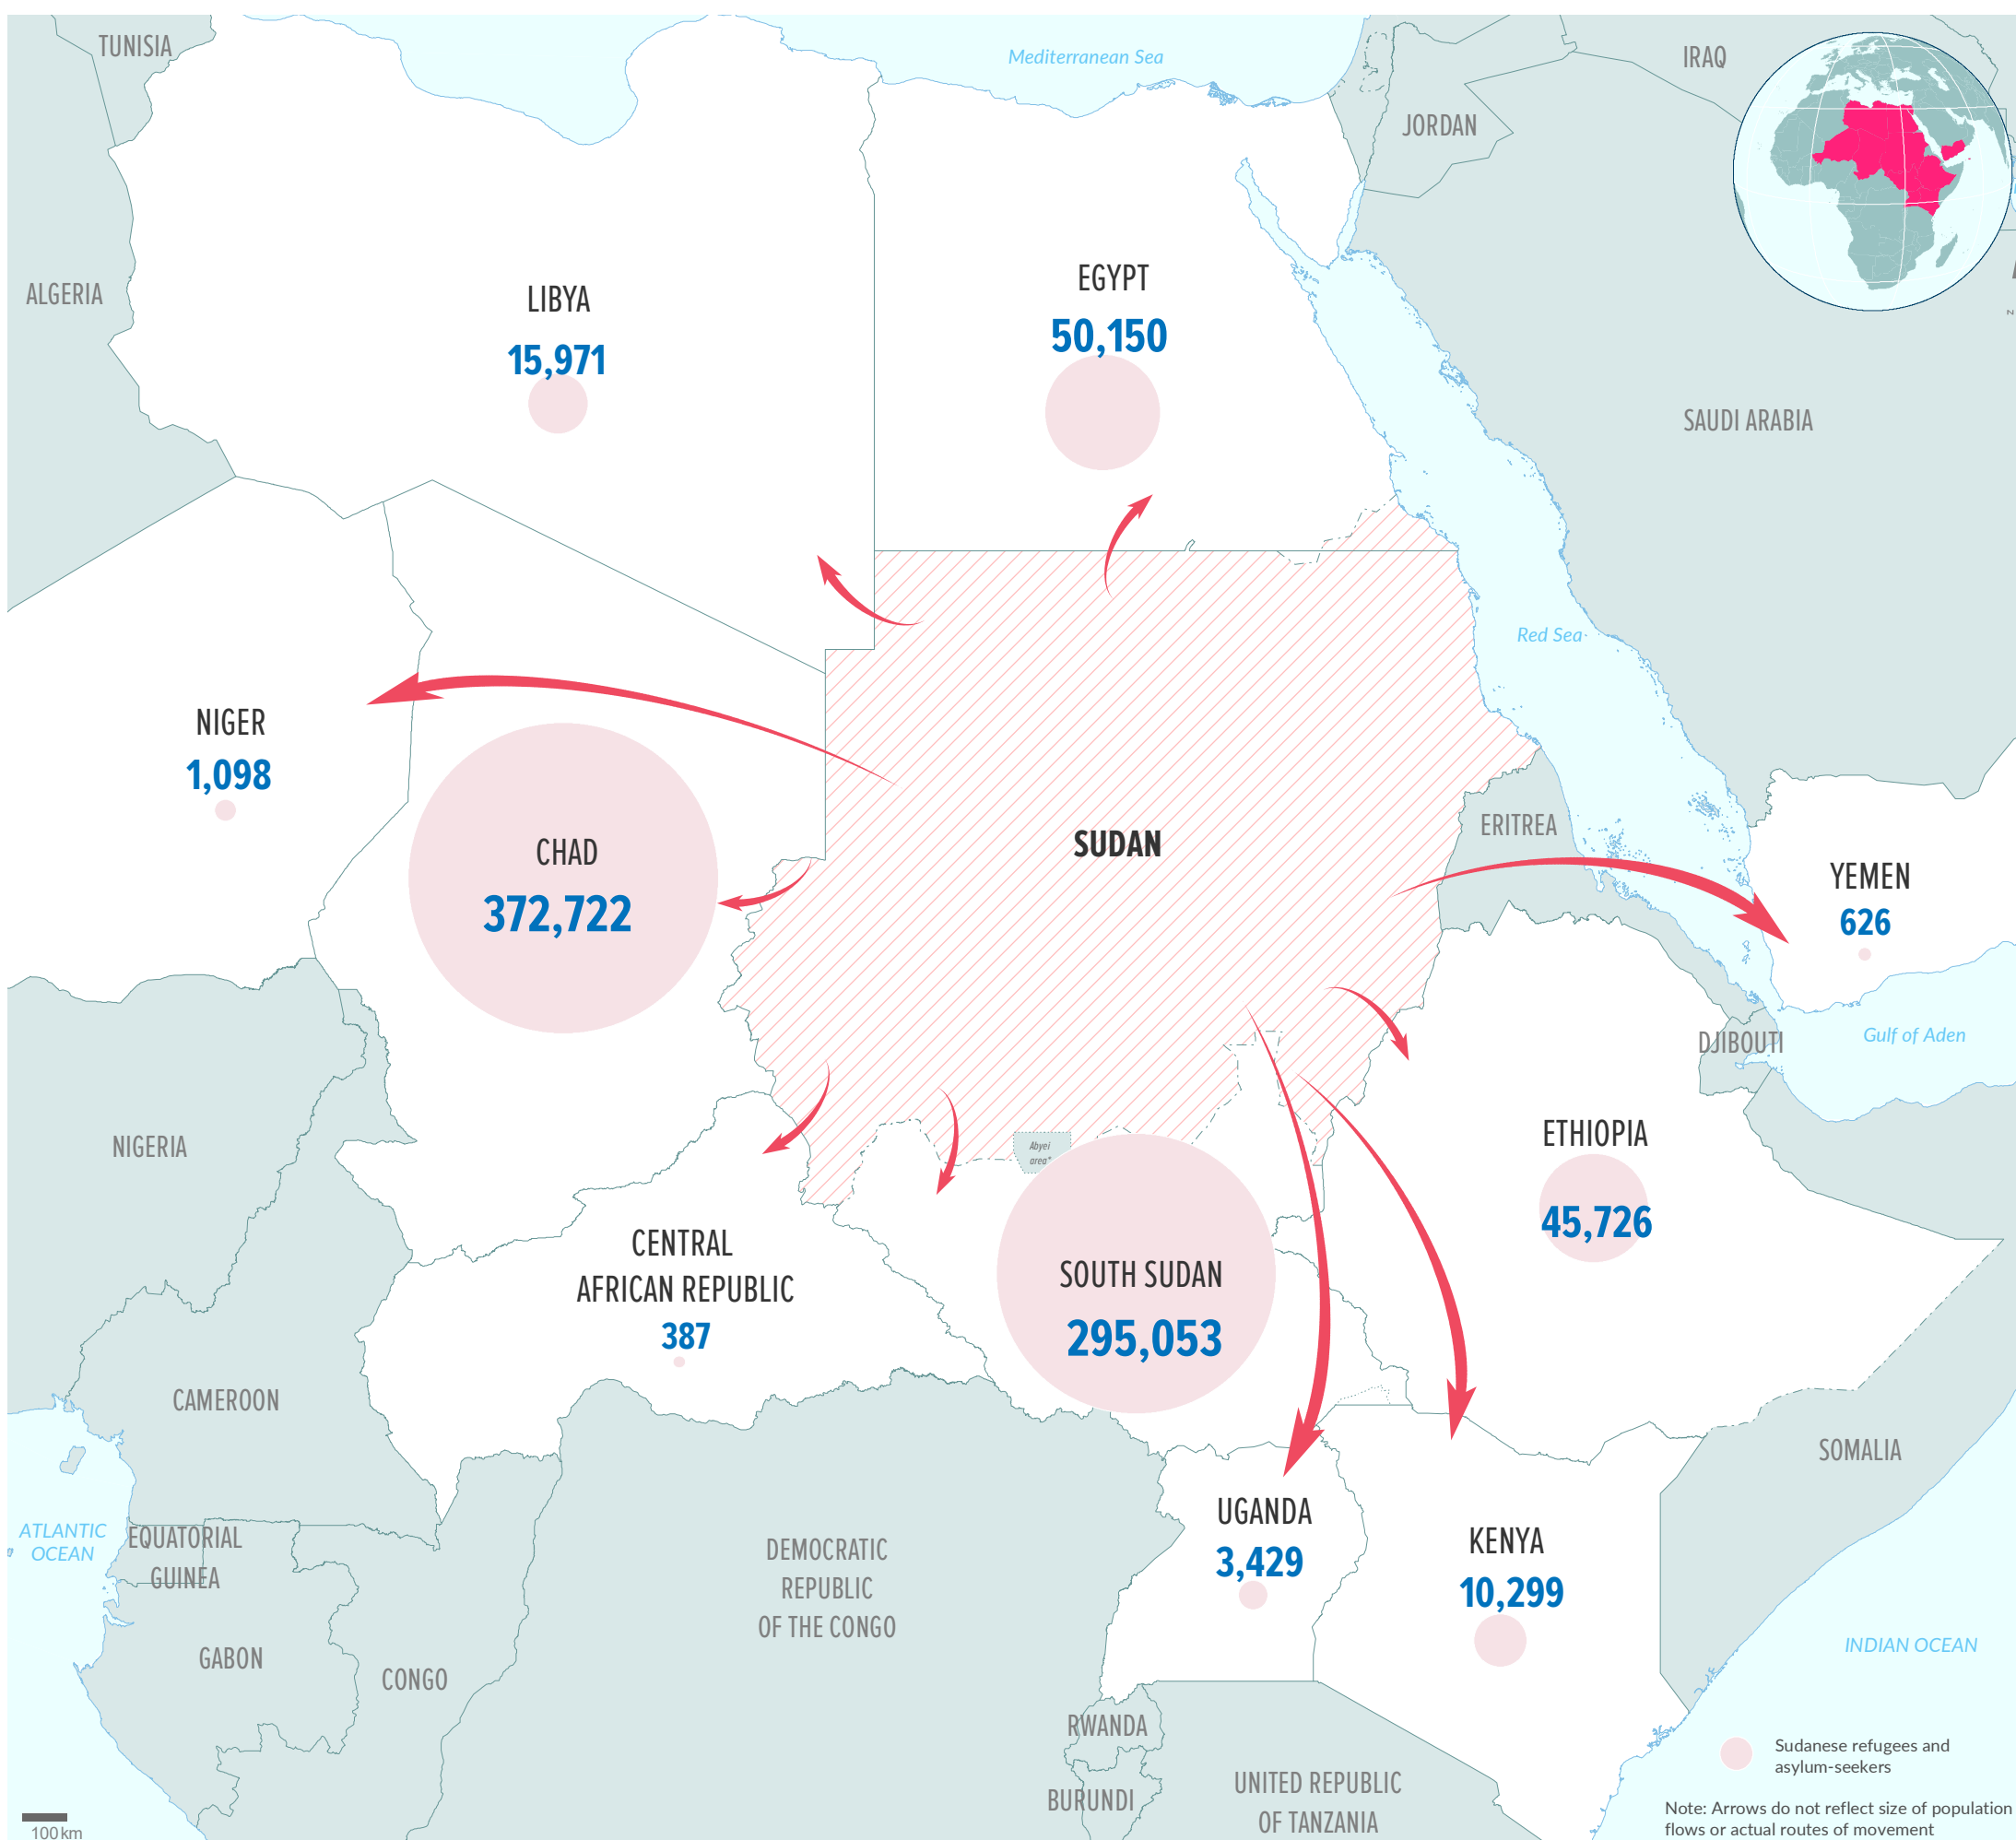 TUNISIA
Mediterranean Sea
IRAQ
JORDAN
ALGERIA
LIBYA
15,971
EGYPT
50,150
N
SAUDI ARABIA
Red Sea
NIGER
1,098
CHAD
372,722
SUDAN
ERITREA
YEMEN
626
DJIBOUTI
Gulf of Aden
NIGERIA
Abyei
area*
ETHIOPIA
45,726
CENTRAL
AFRICAN REPUBLIC
387
SOUTH SUDAN
295,053
CAMEROON
SOMALIA
ATLANTIC
OCEAN
EQUATORIAL
GUINEA
DEMOCRATIC
REPUBLIC
OF THE CONGO
UGANDA
3,429
KENYA
10,299
GABON
CONGO
INDIAN OCEAN
RWANDA
BURUNDI
UNITED REPUBLIC
OF TANZANIA
Sudanese refugees and
asylum-seekers
Note: Arrows do not reflect size of population
flows or actual routes of movement
100 km